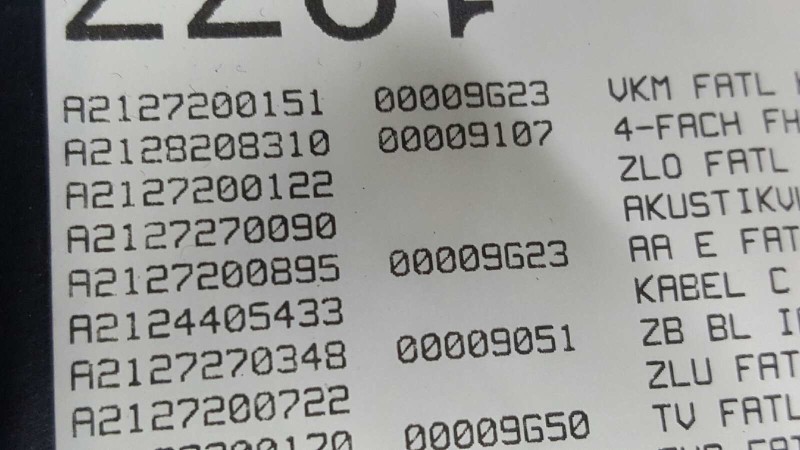 A2127200151 00009G23 VKM FATL
A2128208310 00009107 4-FACH FH
A2127200122 ZLO FATL
A2127270090
A2127200895 00009G23 AA E FAT
A2124405433 KABEL C
A2127270348 00009051 ZB BL
A2127200722 ZLU FAT
00009G50 TV FATL